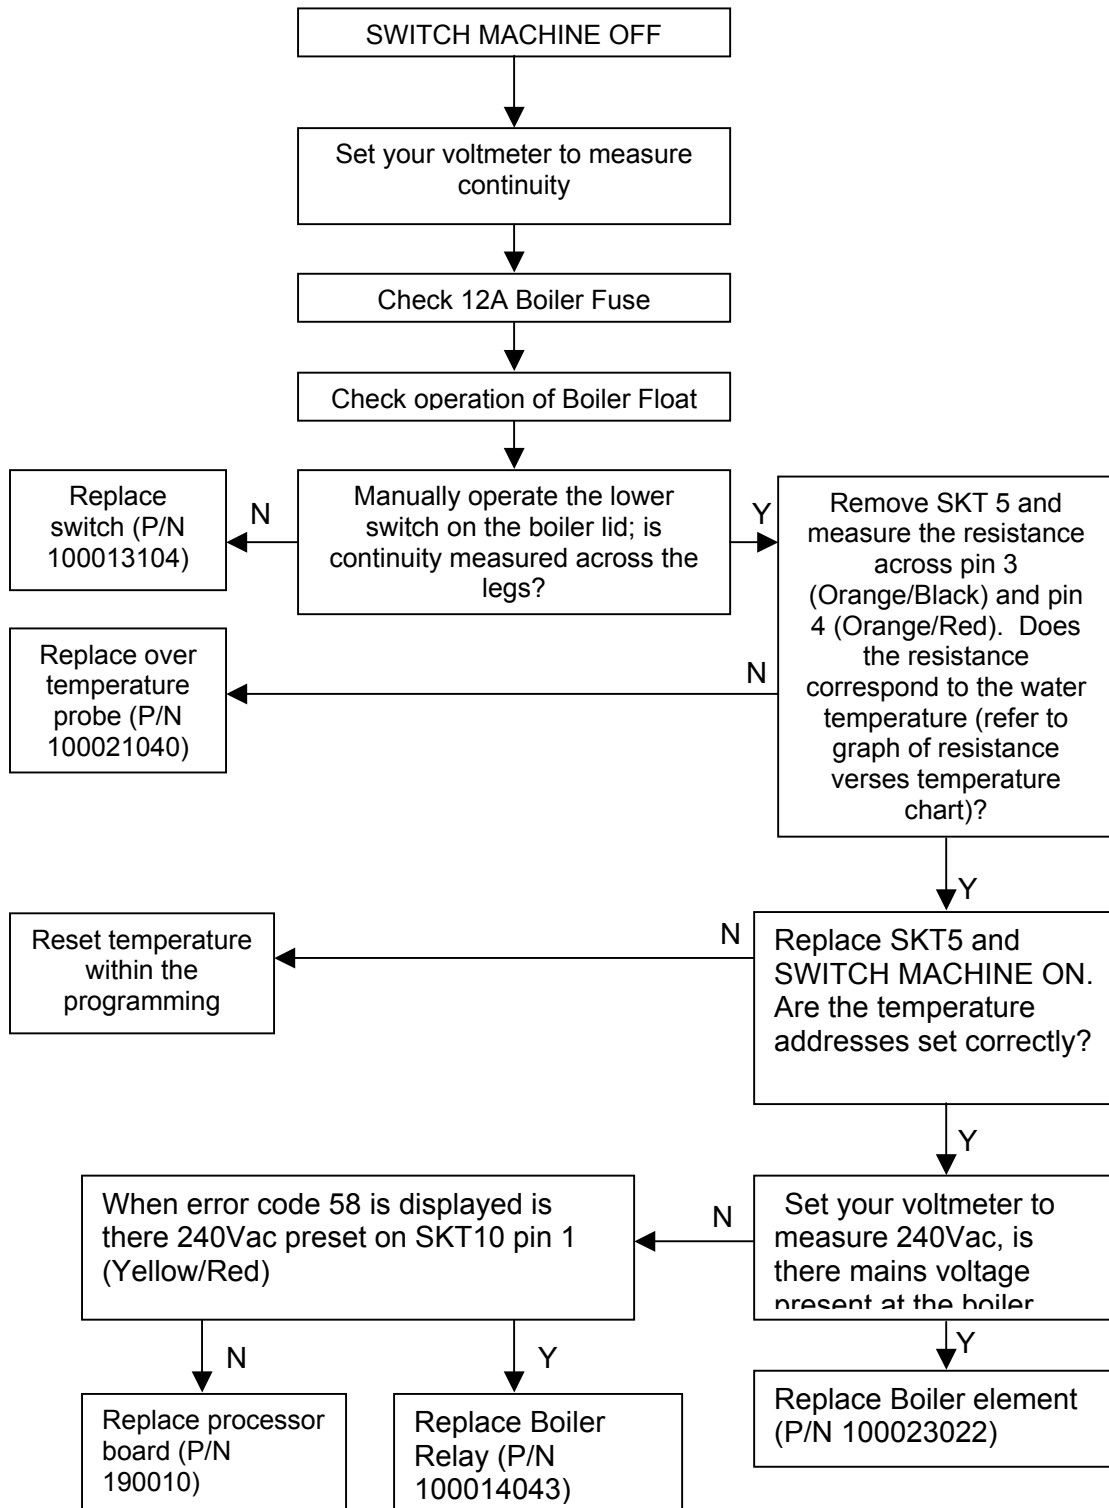 SWITCH MACHINE OFF
Set your voltmeter to measure
continuity
Check 12A Boiler Fuse
Check operation of Boiler Float
Replace
switch (P/N
100013104)
N
Manually operate the lower
switch on the boiler lid; is
continuity measured across the
legs?
Y
Remove SKT 5 and
measure the resistance
across pin 3
(Orange/Black) and pin
4 (Orange/Red). Does
the resistance
correspond to the water
temperature (refer to
graph of resistance
verses temperature
chart)?
Replace over
temperature
probe (P/N
100021040)
N
Y
Reset temperature
within the
programming
N
Replace SKT5 and
SWITCH MACHINE ON.
Are the temperature
addresses set correctly?
Y
When error code 58 is displayed is
there 240Vac preset on SKT10 pin 1
(Yellow/Red)
N
Set your voltmeter to
measure 240Vac, is
there mains voltage
present at the boiler
N
Y
Y
Replace processor
board (P/N
190010)
Replace Boiler
Relay (P/N
100014043)
Replace Boiler element
(P/N 100023022)